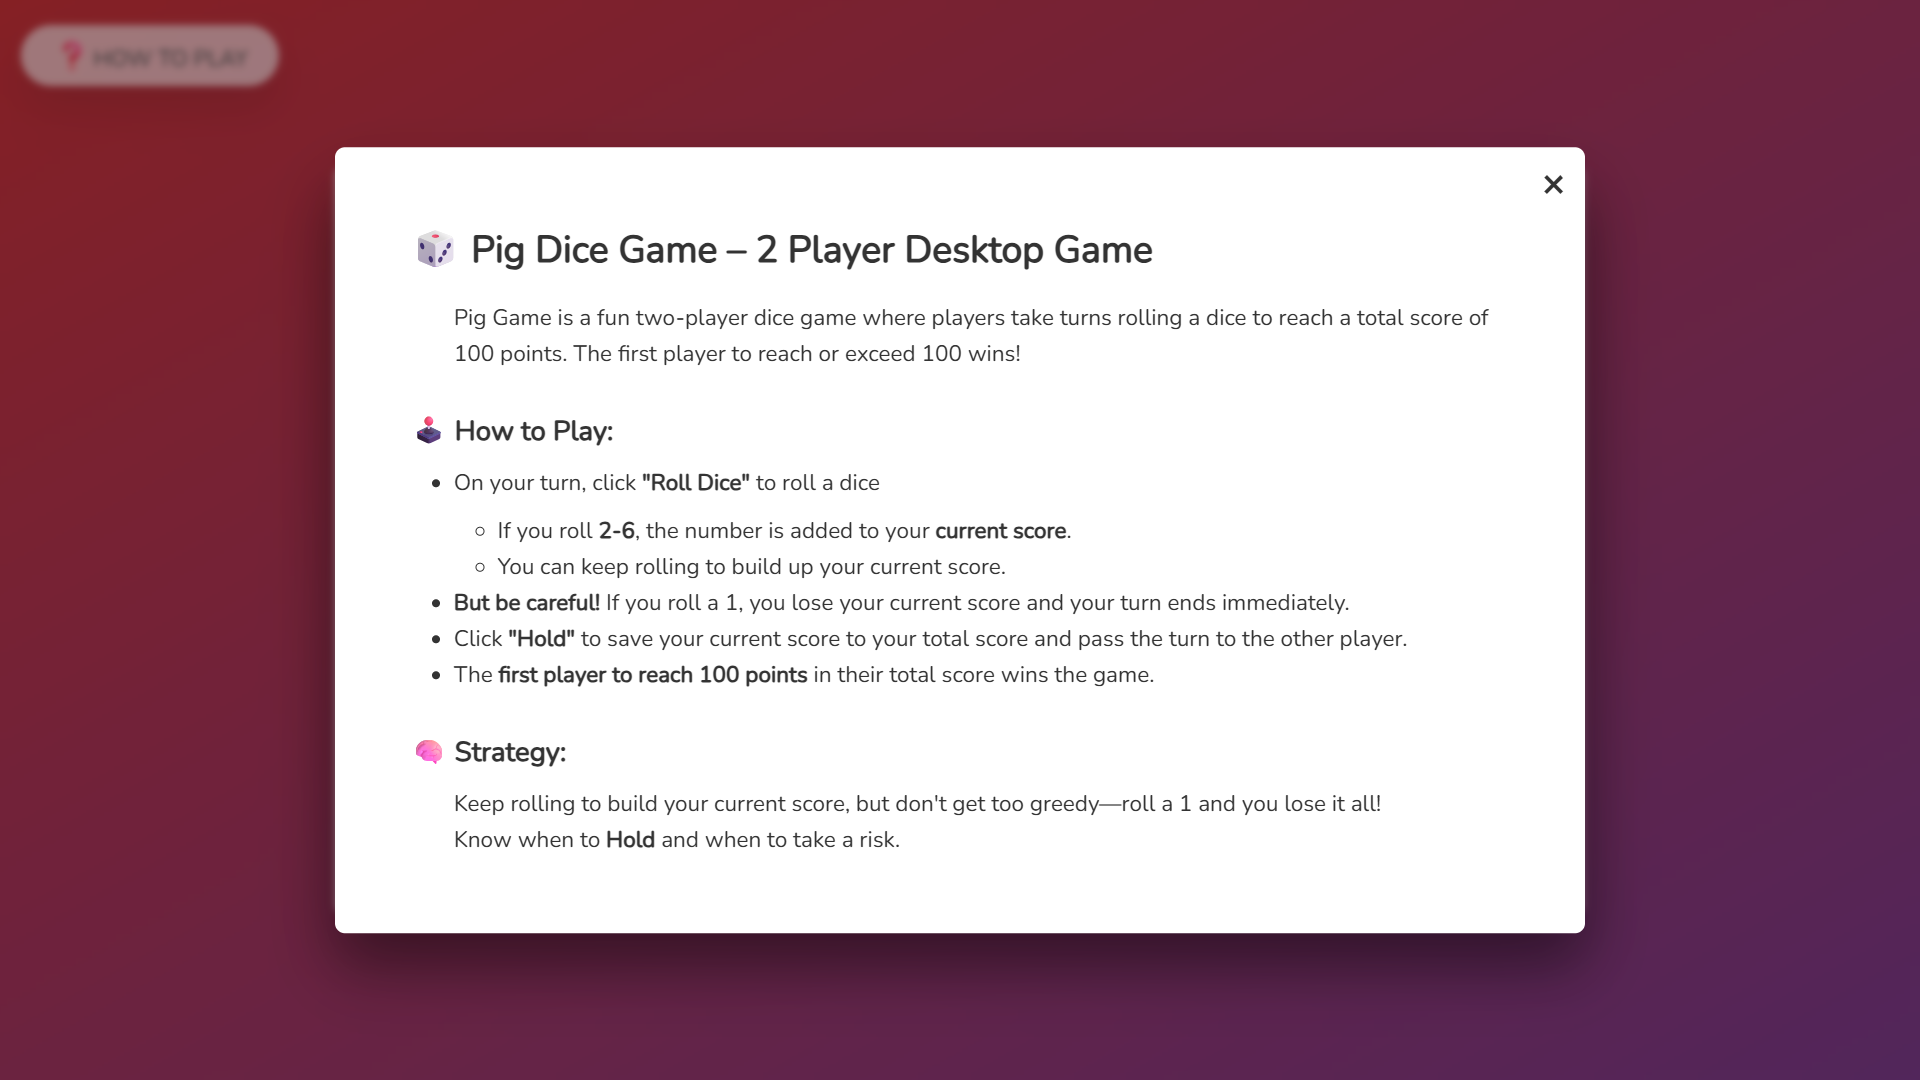 HOW TO PLAY
×
Pig Dice Game – 2 Player Desktop Game
Pig Game is a fun two-player dice game where players take turns rolling a dice to reach a total score of
100 points. The first player to reach or exceed 100 wins!
How to Play:
• On your turn, click "Roll Dice" to roll a dice
◦ If you roll 2-6, the number is added to your current score.
◦ You can keep rolling to build up your current score.
• But be careful! If you roll a 1, you lose your current score and your turn ends immediately.
• Click "Hold" to save your current score to your total score and pass the turn to the other player.
• The first player to reach 100 points in their total score wins the game.
Strategy:
Keep rolling to build your current score, but don't get too greedy—roll a 1 and you lose it all!
Know when to Hold and when to take a risk.